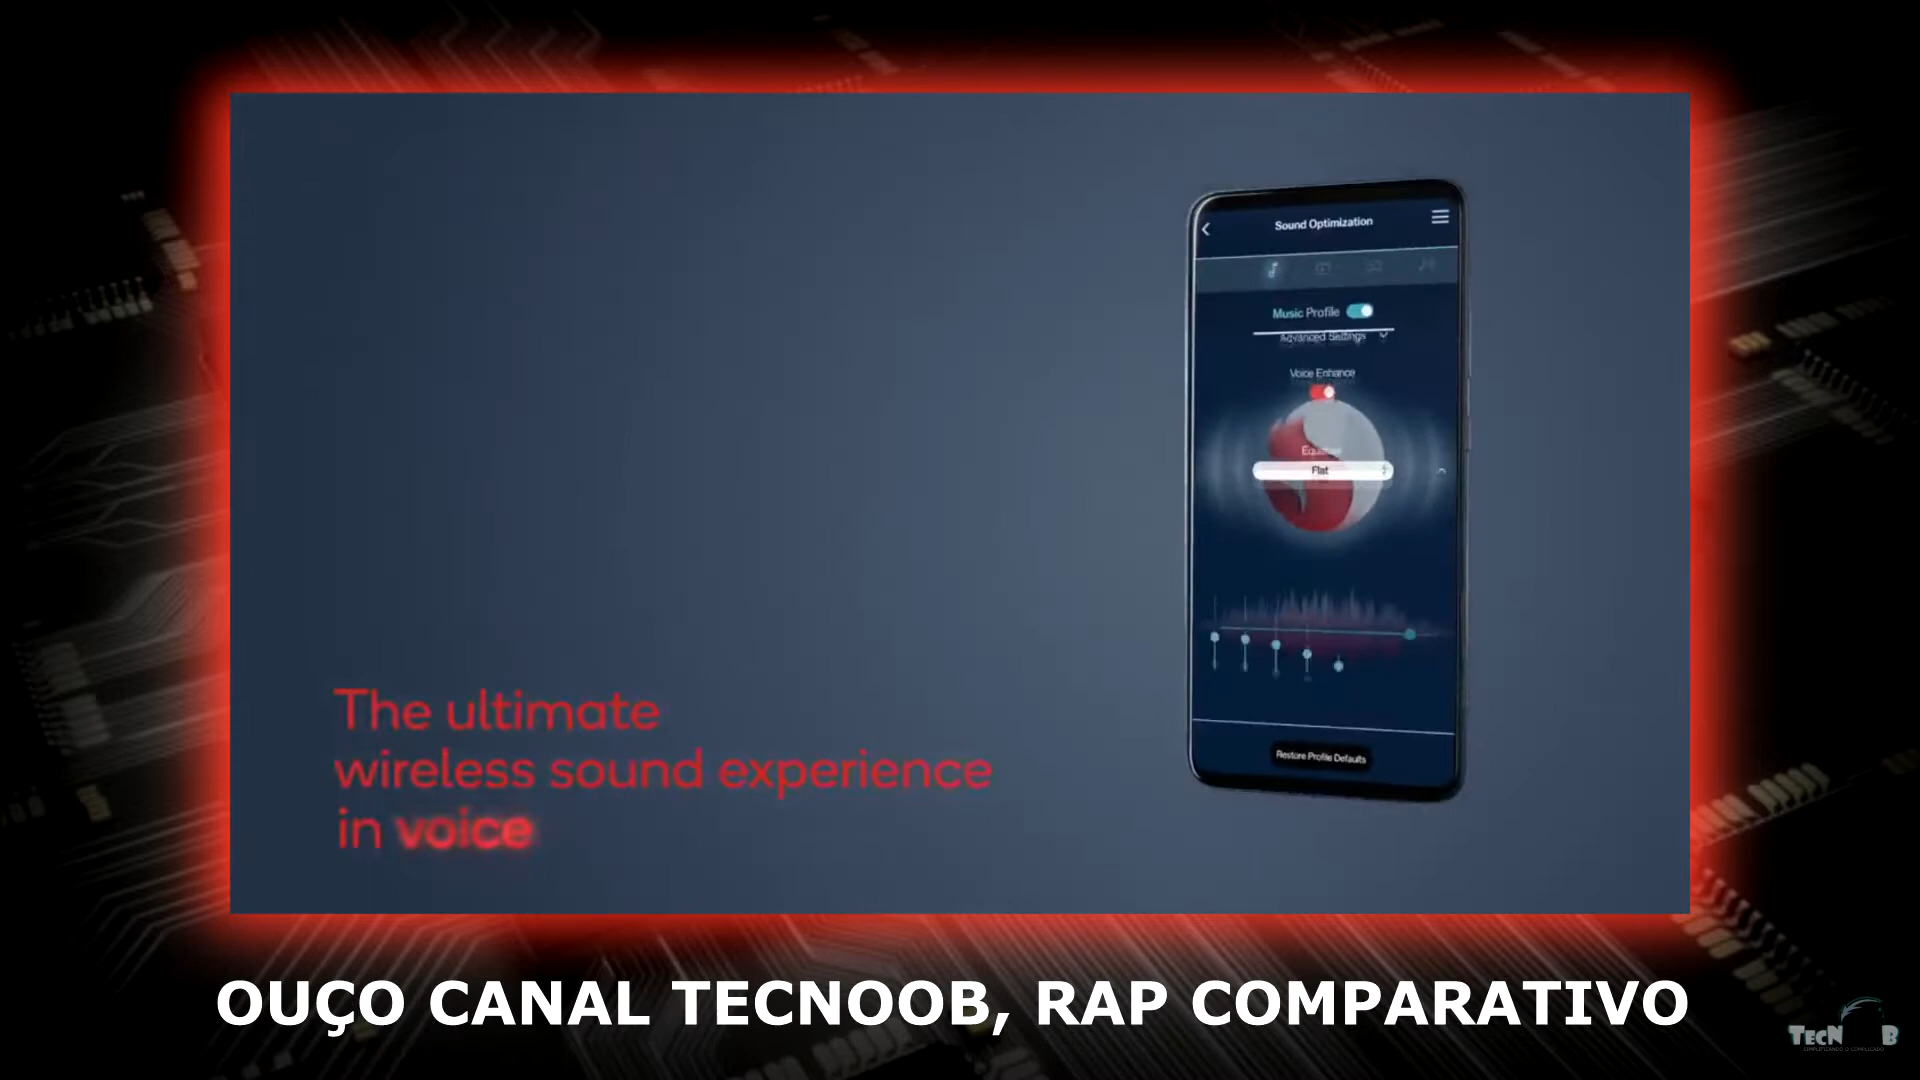 Sound Optimization
Music Profile
Advanced Settings
Voice Enhance
Flat
Restore Profile Defaults
The ultimate
wireless sound experience
in voice
OUÇO CANAL TECNOOB, RAP COMPARATIVO
TECN B